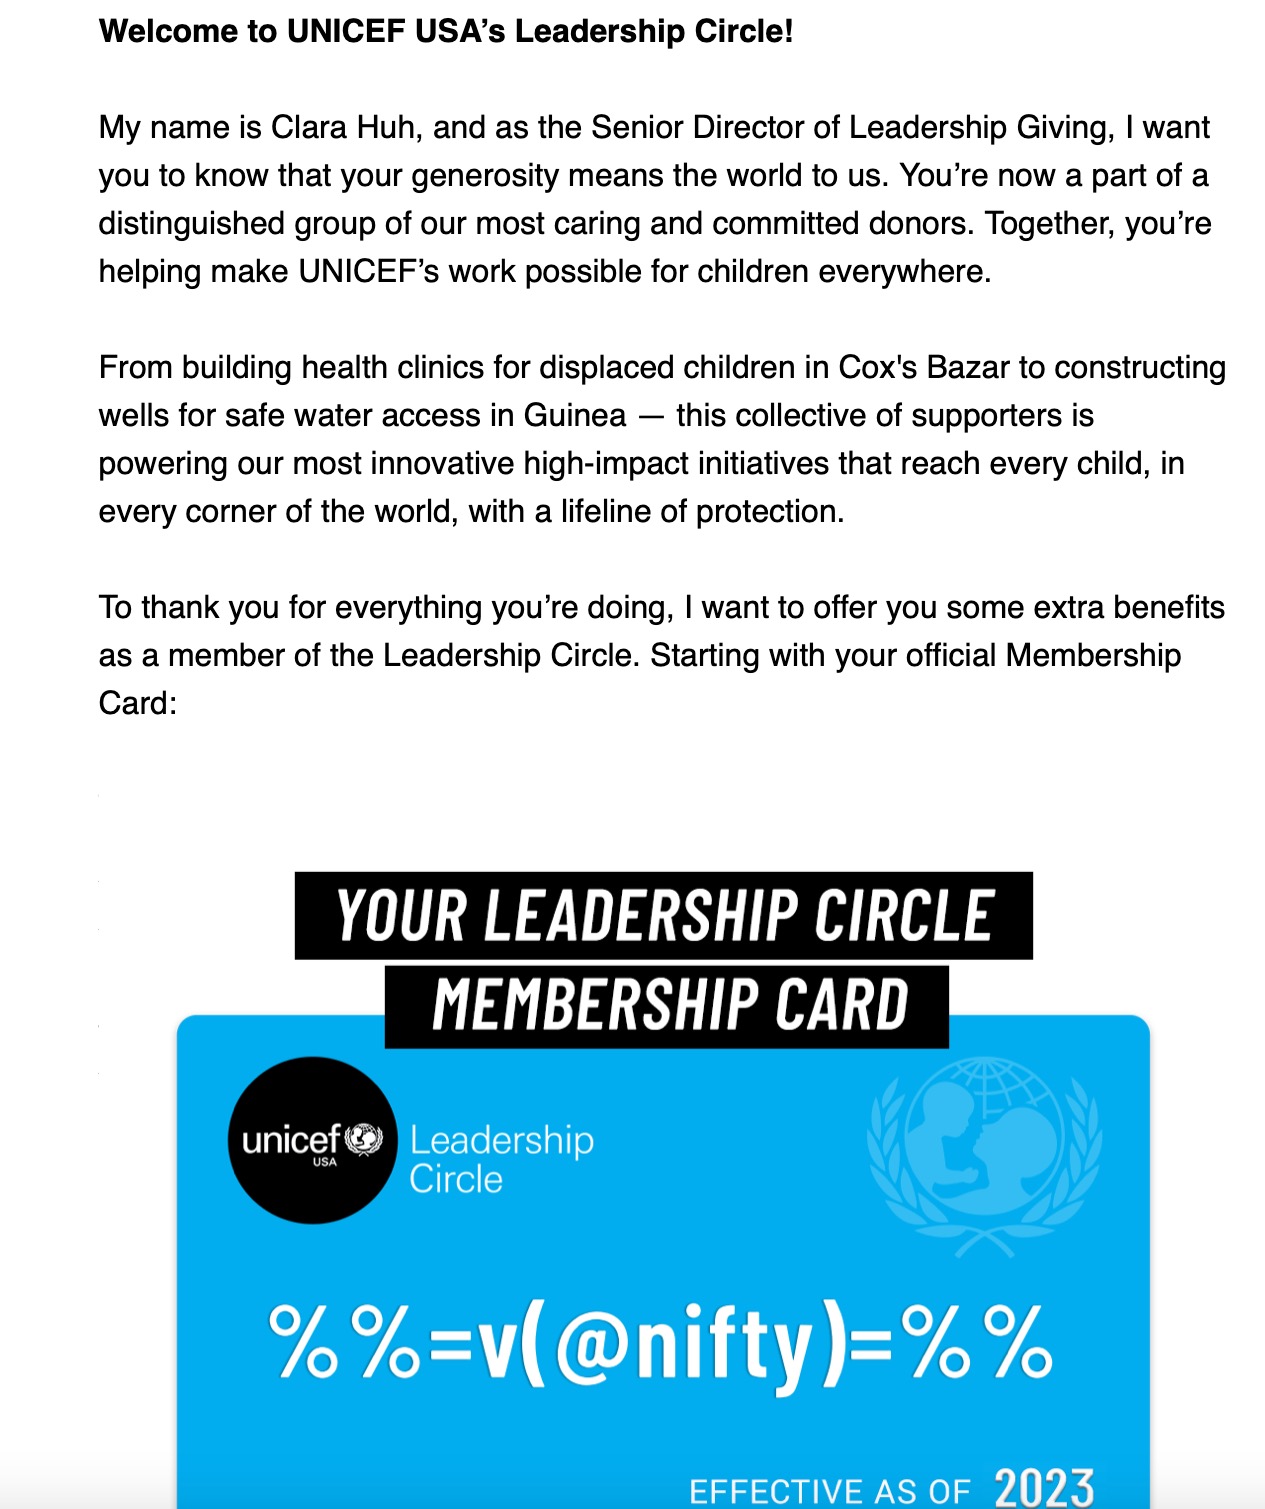 Welcome to UNICEF USA’s Leadership Circle!
My name is Clara Huh, and as the Senior Director of Leadership Giving, I want
you to know that your generosity means the world to us. You’re now a part of a
distinguished group of our most caring and committed donors. Together, you’re
helping make UNICEF’s work possible for children everywhere.
From building health clinics for displaced children in Cox's Bazar to constructing
wells for safe water access in Guinea — this collective of supporters is
powering our most innovative high-impact initiatives that reach every child, in
every corner of the world, with a lifeline of protection.
To thank you for everything you’re doing, I want to offer you some extra benefits
as a member of the Leadership Circle. Starting with your official Membership
Card:
YOUR LEADERSHIP CIRCLE
MEMBERSHIP CARD
unicef
USA
Leadership
Circle
%%=v(@nifty)=%%
EFFECTIVE AS OF 2023